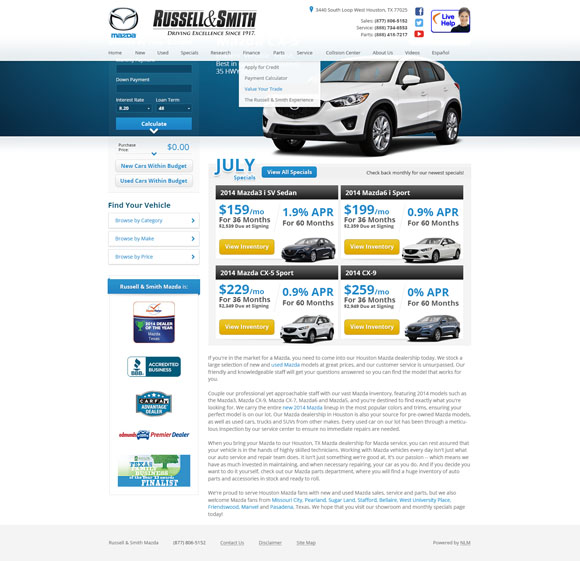 mazda
RUSSELL&SMITH
DRIVING EXCELLENCE SINCE 1917.
3440 South Loop West Houston, TX 77025
Sales: (877) 806-5152
Service: (888) 734-8552
Parts: (888) 416-7217
Live
Help
Home New Used Specials Research Finance Parts Service Collision Center About Us Videos Español
Apply for Credit
Payment Calculator
Value Your Trade
The Russell & Smith Experience
Best in
35 HWY
Down Payment
Interest Rate Loan Term:
8.20 48
Calculate
Purchase
Price: $0.00
New Cars Within Budget
Used Cars Within Budget
Find Your Vehicle
Browse by Category
Browse by Make
Browse by Price
Russell & Smith Mazda is:
2014 DEALER
OF THE YEAR
Mazda
Texas
BBB
ACCREDITED
BUSINESS
CARFAX
ADVANTAGE
DEALER
edmunds Premier Dealer
FINALIST
JULY
Specials
View All Specials
Check back monthly for our newest specials!
2014 Mazda3 i SV Sedan
$159/mo
For 36 Months
$2,339 Due at Signing
1.9% APR
For 60 Months
View Inventory
2014 Mazda6 i Sport
$199/mo
For 36 Months
$2,359 Due at Signing
0.9% APR
For 60 Months
View Inventory
2014 Mazda CX-5 Sport
$229/mo
For 36 Months
$2,349 Due at Signing
0.9% APR
For 60 Months
View Inventory
2014 CX-9
$259/mo
For 36 Months
$2,949 Due at Signing
0% APR
For 60 Months
View Inventory
If you're in the market for a Mazda, you need to come into our Houston Mazda dealership today. We stock a
large selection of new and used Mazda models at great prices, and our customer service is unsurpassed. Our
friendly and knowledgeable staff will get your questions answered so you can find the model that works for
you.
Couple our professional yet approachable staff with our vast Mazda inventory, featuring 2014 models such as
the Mazda3, Mazda CX-9, Mazda CX-7, Mazda6 and Mazda5, and you're destined to find exactly what you're
looking for. We carry the entire new 2014 Mazda lineup in the most popular colors and trims, ensuring your
perfect model is on our lot. Our Mazda dealership in Houston is also your source for pre-owned Mazda models,
as well as used cars, trucks and SUVs from other makes. Every used car on our lot has been through a meticu-
lous inspection by our service center to ensure no immediate repairs are needed.
When you bring your Mazda to our Houston, TX Mazda dealership for Mazda service, you can rest assured that
your vehicle is in the hands of highly skilled technicians. Working with Mazda vehicles every day isn't just what
our auto service and repair team does. It isn't just something we're good at, it's our passion -- which means we
have as much invested in maintaining, and when necessary repairing, your car as you do. And if you decide you
want to do it yourself, check out our Mazda parts department, where you will find a huge inventory of auto
parts and accessories in stock and ready to roll.
We're proud to serve Houston Mazda fans with new and used Mazda sales, service and parts, but we also
welcome Mazda fans from Missouri City, Pearland, Sugar Land, Stafford, Bellaire, West University Place,
Friendswood, Manvel and Pasadena, Texas. We hope that you visit our showroom and monthly specials page
today!
Russell & Smith Mazda (877) 806-5152 Contact Us Disclaimer Site Map Powered by NLM